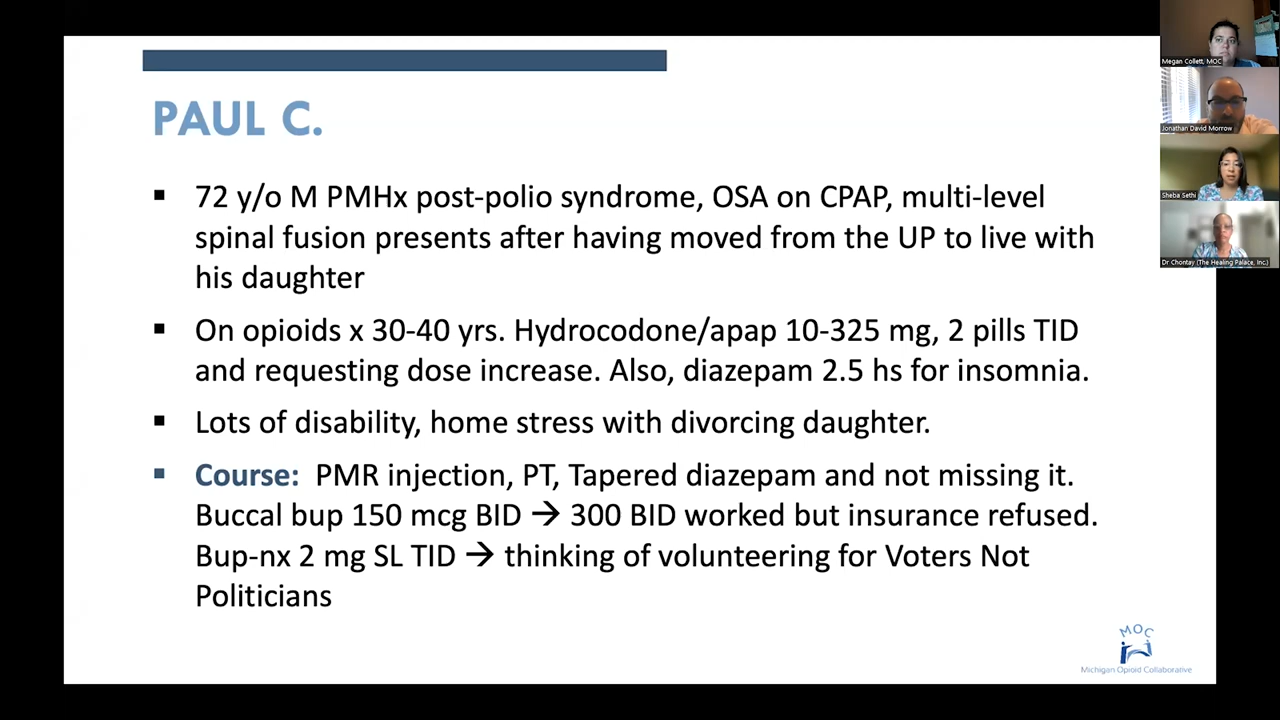 PAUL C.
▪ 72 y/o M PMHx post-polio syndrome, OSA on CPAP, multi-level
spinal fusion presents after having moved from the UP to live with
his daughter
▪ On opioids x 30-40 yrs. Hydrocodone/apap 10-325 mg, 2 pills TID
and requesting dose increase. Also, diazepam 2.5 hs for insomnia.
▪ Lots of disability, home stress with divorcing daughter.
▪ Course: PMR injection, PT, Tapered diazepam and not missing it.
Buccal bup 150 mcg BID → 300 BID worked but insurance refused.
Bup-nx 2 mg SL TID → thinking of volunteering for Voters Not
Politicians
MOC
Michigan Opioid Collaborative
Megan Collett, MOC
Jonathan David Morrow
Sheba Sethi
Dr Chontay (The Healing Palace, Inc.)